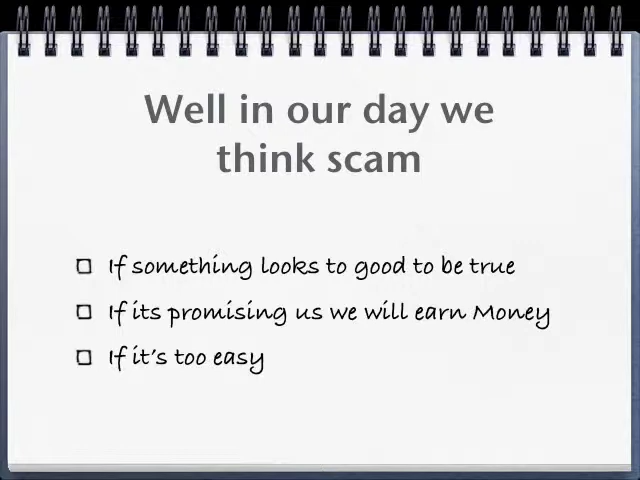 Well in our day we
think scam
If something looks to good to be true
If its promising us we will earn Money
If it's too easy